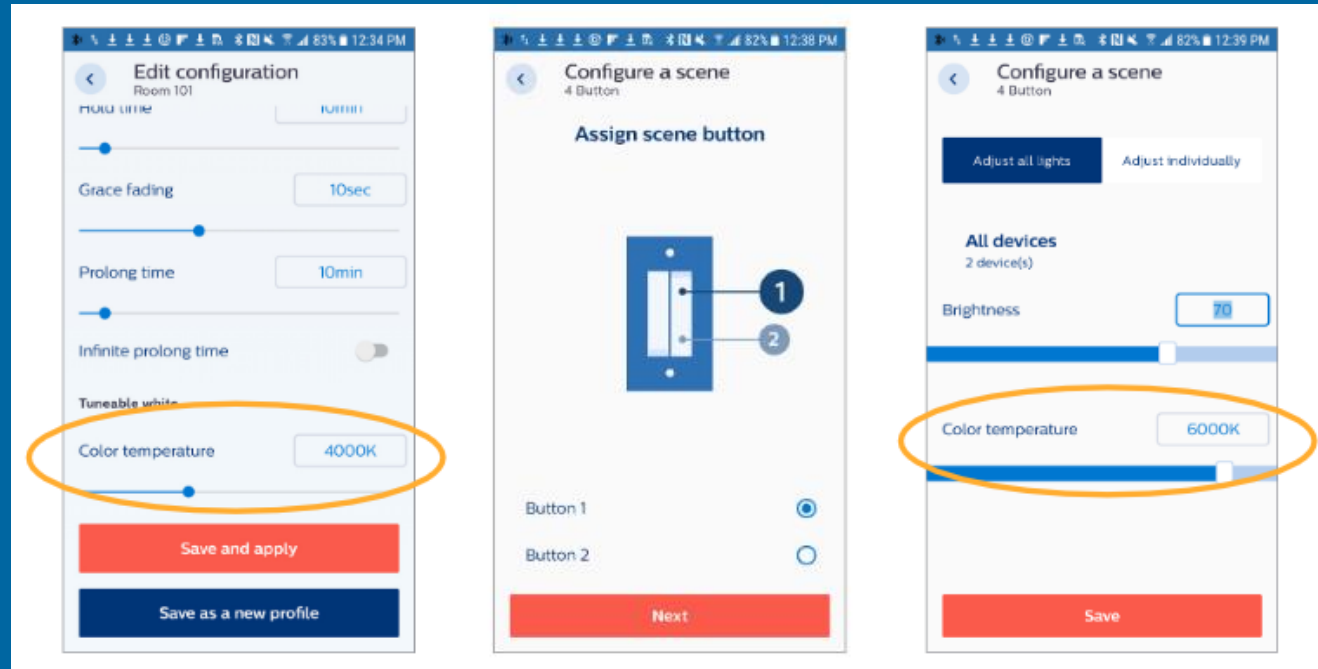 83% 12:34 PM
Edit configuration
Room 101
Hold time 10min
Grace fading 10sec
Prolong time 10min
Infinite prolong time
Tuneable white
Color temperature 4000K
Save and apply
Save as a new profile
82% 12:38 PM
Configure a scene
4 Button
Assign scene button
1
2
Button 1
Button 2
Next
82% 12:39 PM
Configure a scene
4 Button
Adjust all lights Adjust individually
All devices
2 device(s)
Brightness 70
Color temperature 6000K
Save